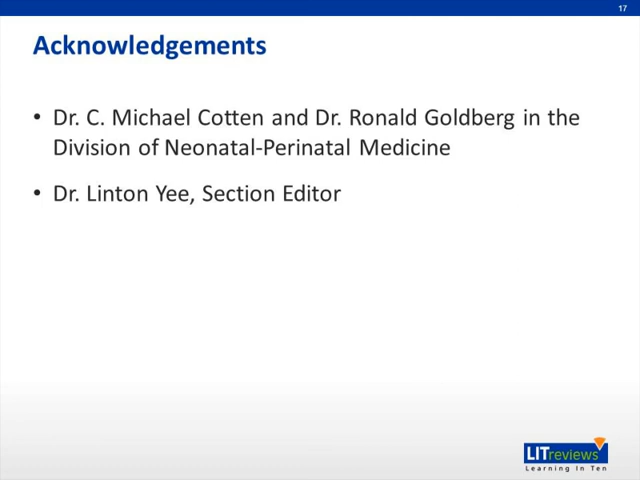 17
Acknowledgements
• Dr. C. Michael Cotten and Dr. Ronald Goldberg in the
Division of Neonatal-Perinatal Medicine
• Dr. Linton Yee, Section Editor
LITreviews
Learning In Ten